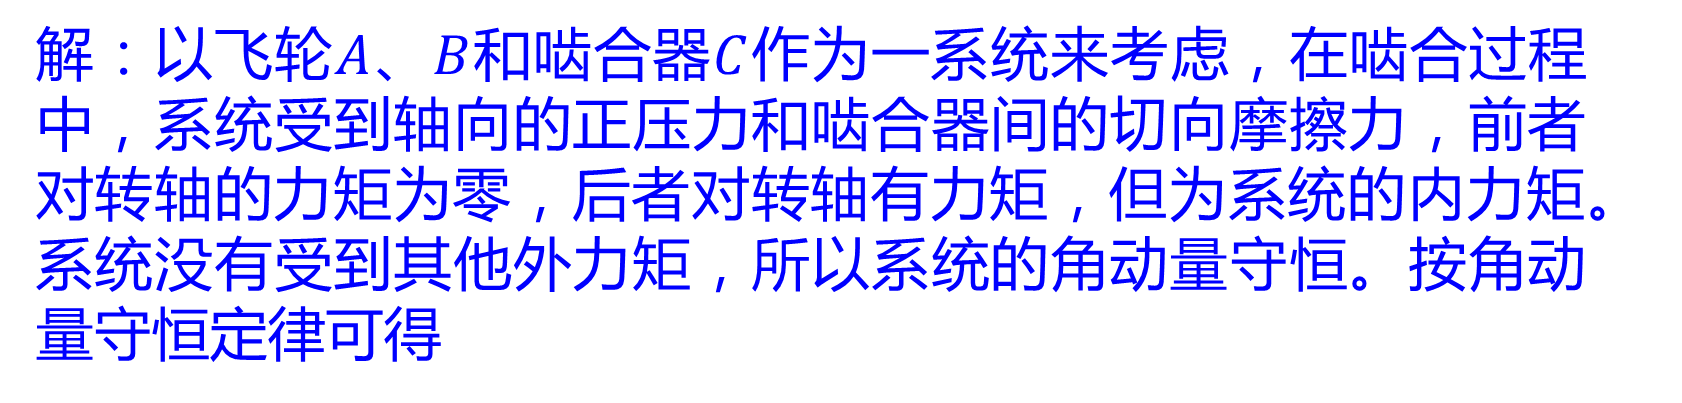 解：以飞轮A、B和啮合器C作为一系统来考虑，在啮合过程
中，系统受到轴向的正压力和啮合器间的切向摩擦力，前者
对转轴的力矩为零，后者对转轴有力矩，但为系统的内力矩。
系统没有受到其他外力矩，所以系统的角动量守恒。按角动
量守恒定律可得